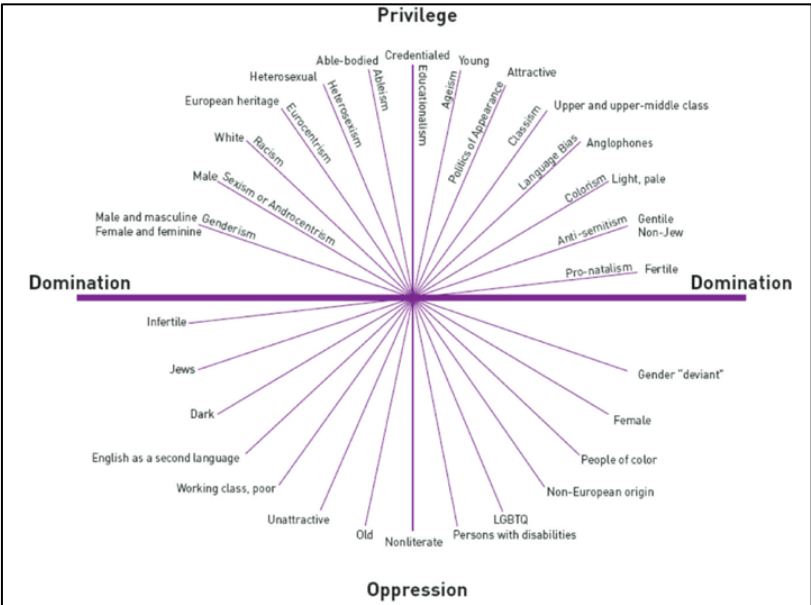 Privilege
Credentialed
Able-bodied
Young
Heterosexual
Attractive
European heritage
Upper and upper-middle class
White
Anglophones
Male
Light, pale
Male and masculine
Female and feminine
Gentile
Non-Jew
Fertile
Genderism
Sexism or Androcentrism
Racism
Eurocentrism
Heterosexism
Ableism
Educationalism
Ageism
Politics of Appearance
Classism
Language Bias
Colorism
Anti-semitism
Pro-natalism
Domination
Domination
Infertile
Jews
Dark
English as a second language
Working class, poor
Unattractive
Old
Nonliterate
Persons with disabilities
LGBTQ
Non-European origin
People of color
Female
Gender "deviant"
Oppression